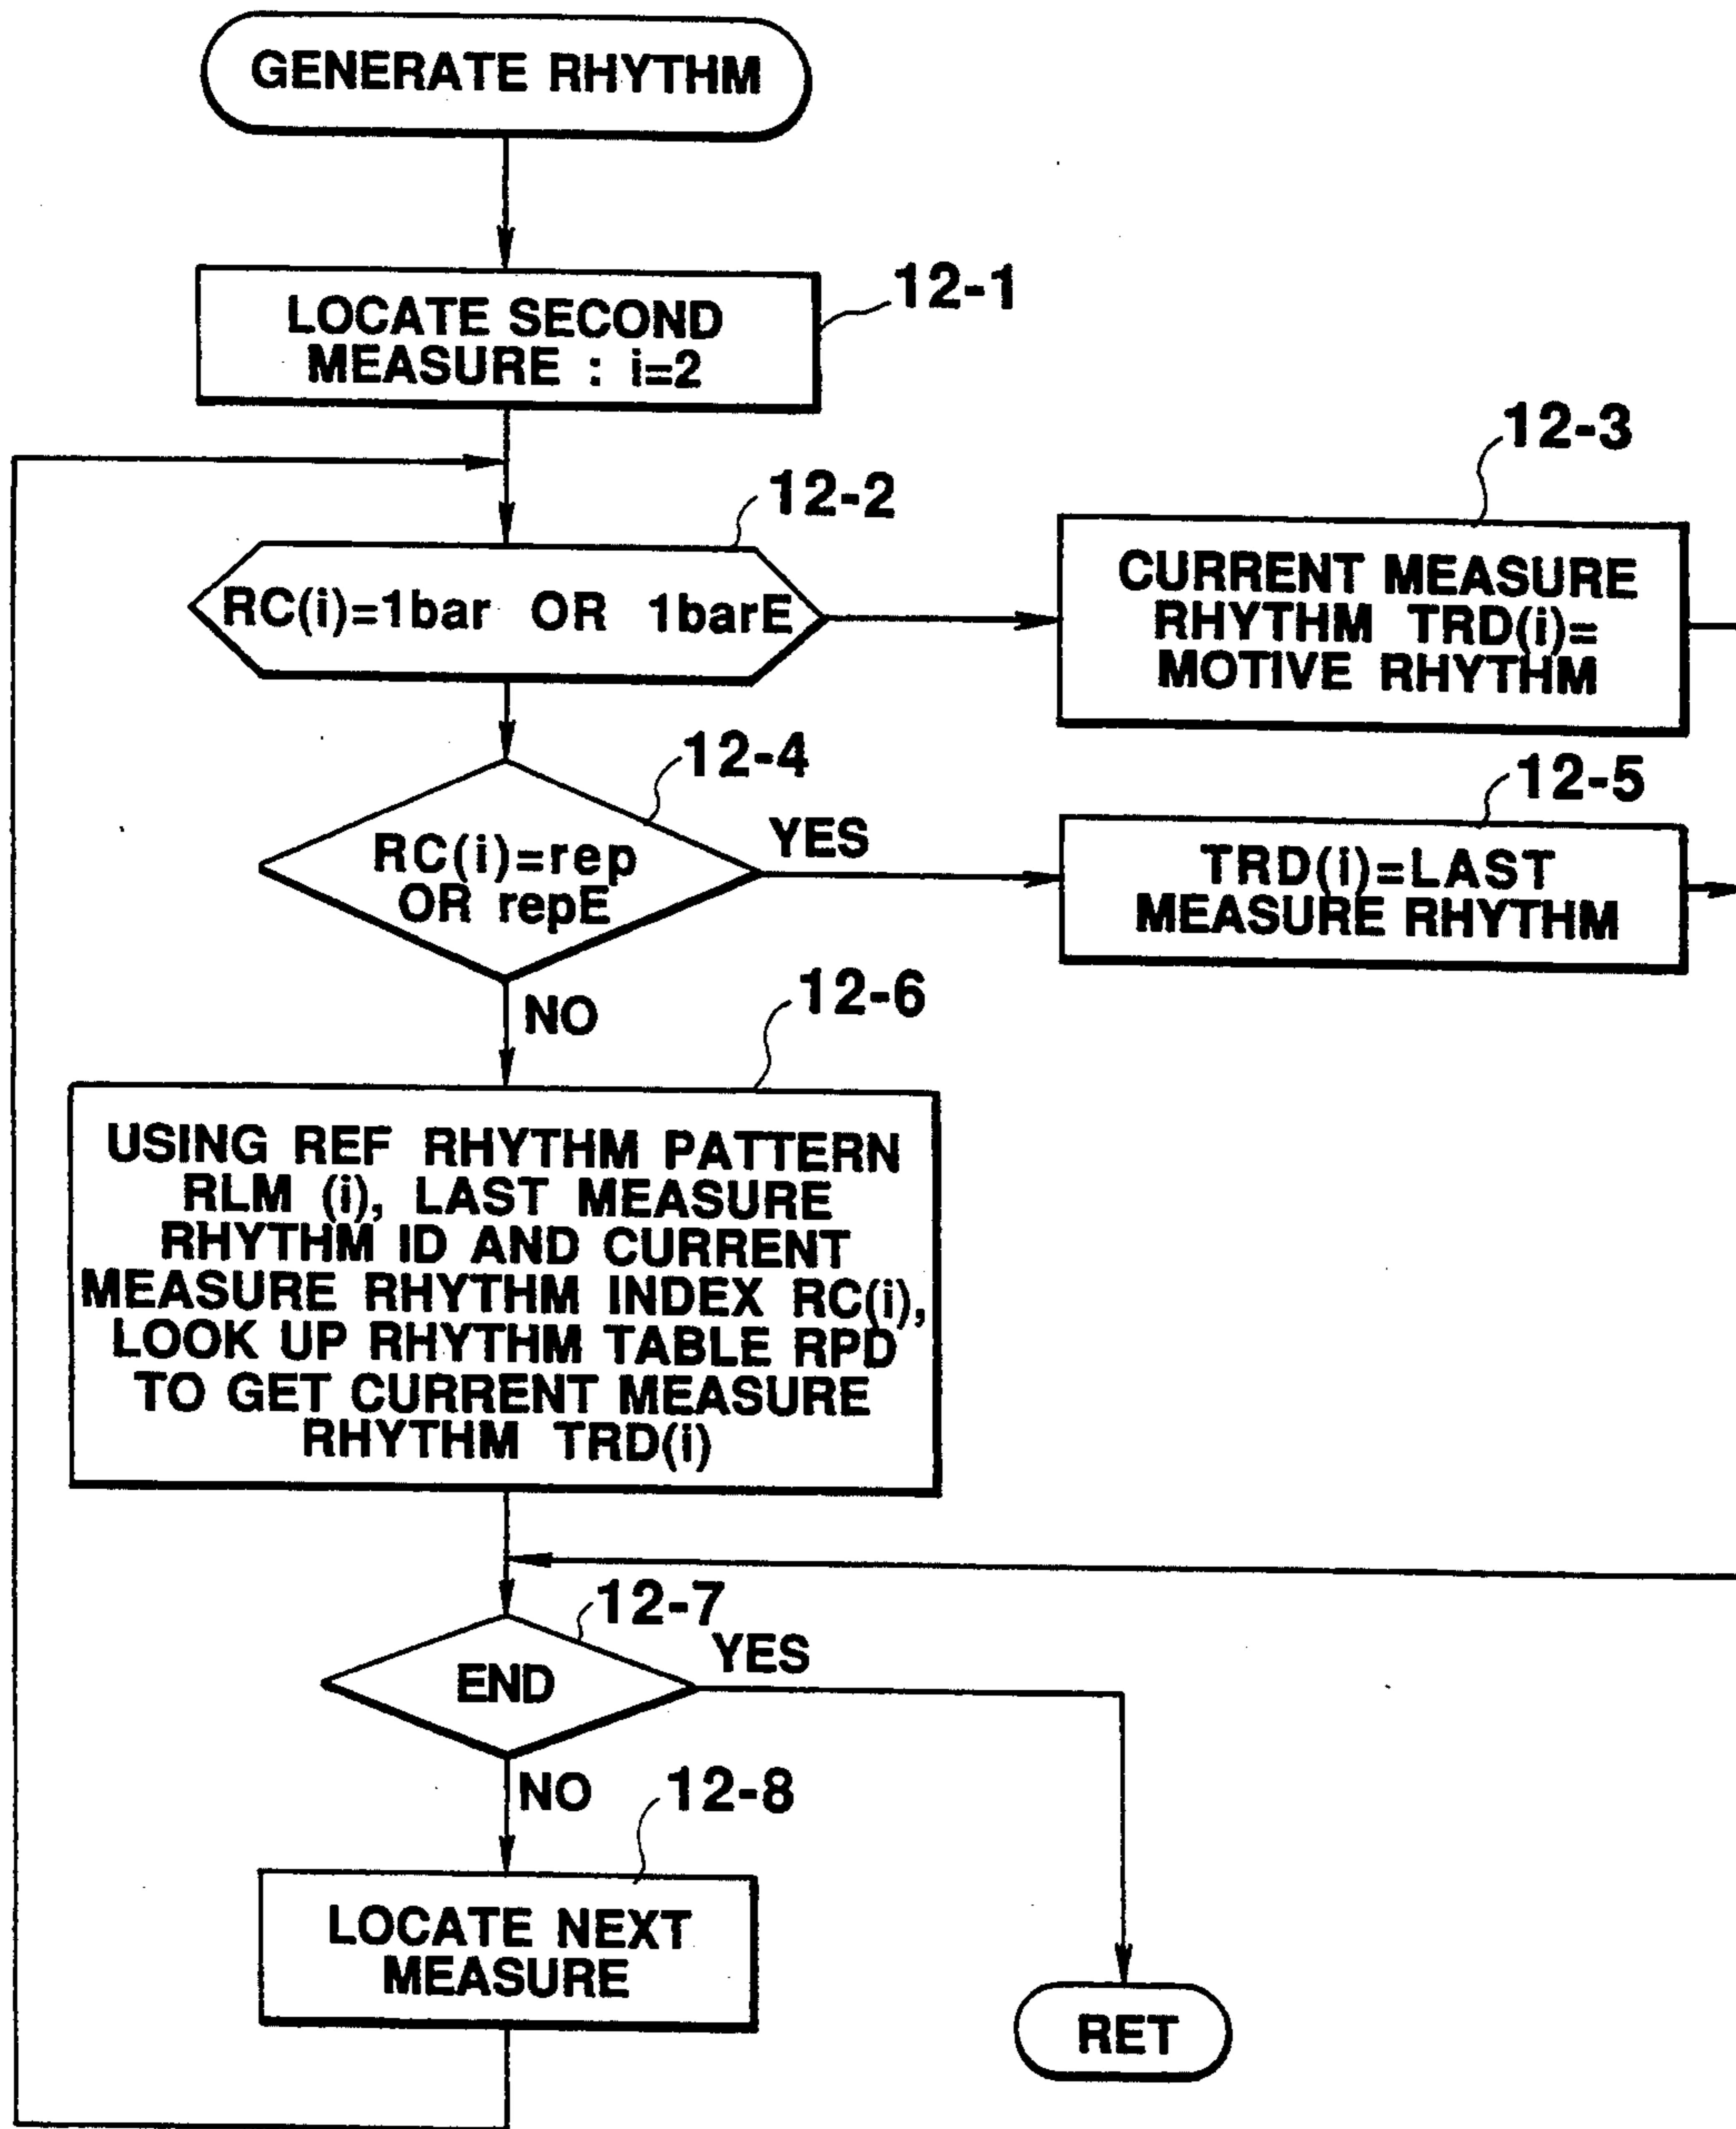 GENERATE RHYTHM
12-1
LOCATE SECOND
MEASURE : i=2
12-2
RC(i)=1bar OR 1barE
12-3
CURRENT MEASURE
RHYTHM TRD(i)=
MOTIVE RHYTHM
12-4
RC(i)=rep
OR repE
YES
12-5
TRD(i)=LAST
MEASURE RHYTHM
NO
12-6
USING REF RHYTHM PATTERN
RLM (i), LAST MEASURE
RHYTHM ID AND CURRENT
MEASURE RHYTHM INDEX RC(i),
LOOK UP RHYTHM TABLE RPD
TO GET CURRENT MEASURE
RHYTHM TRD(i)
12-7
END
YES
NO
12-8
LOCATE NEXT
MEASURE
RET